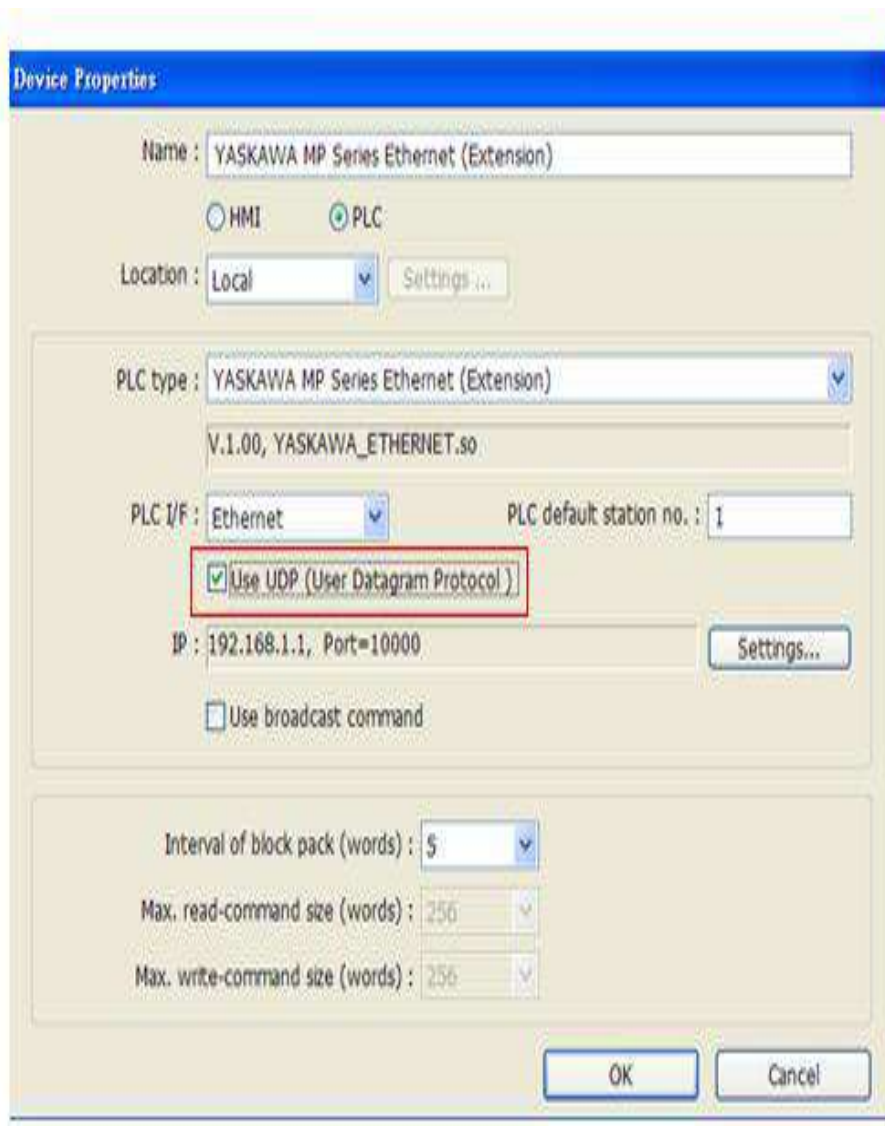 Device Properties
Name : YASKAWA MP Series Ethernet (Extension)
HMI PLC
Location : Local Settings ...
PLC type : YASKAWA MP Series Ethernet (Extension)
V.1.00, YASKAWA_ETHERNET.so
PLC I/F : Ethernet PLC default station no. : 1
Use UDP (User Datagram Protocol )
IP : 192.168.1.1, Port=10000 Settings...
Use broadcast command
Interval of block pack (words) : 5
Max. read-command size (words) : 256
Max. write-command size (words) : 256
OK Cancel